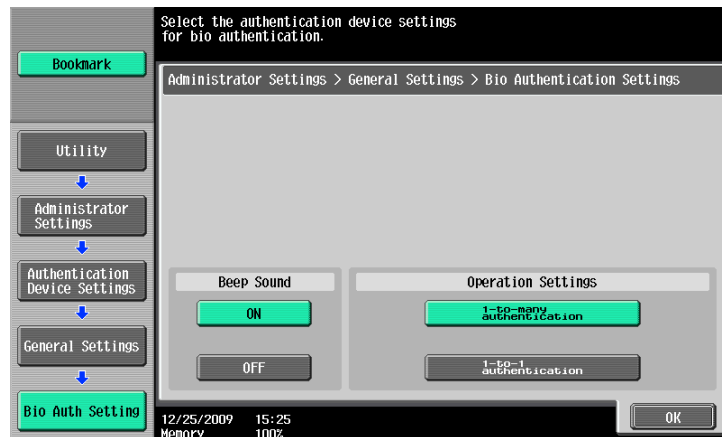 Select the authentication device settings
for bio authentication.
Bookmark
Administrator Settings > General Settings > Bio Authentication Settings
Utility
Administrator
Settings
Authentication
Device Settings
General Settings
Bio Auth Setting
Beep Sound
ON
OFF
Operation Settings
1-to-many
authentication
1-to-1
authentication
12/25/2009 15:25
Memory 100%
OK